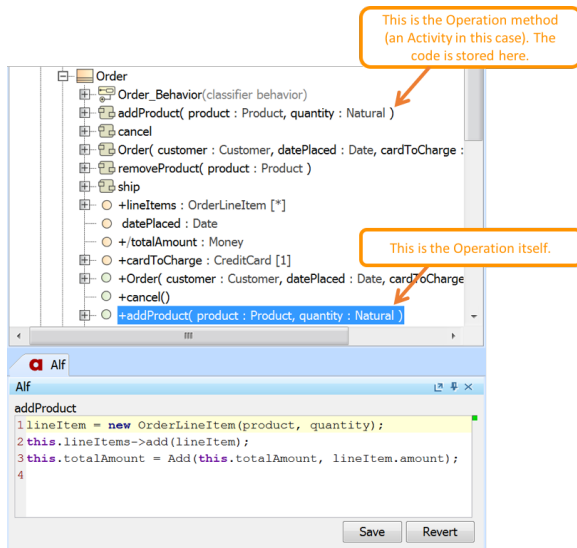 This is the Operation method
(an Activity in this case). The
code is stored here.
Order
Order_Behavior(classifier behavior)
addProduct( product : Product, quantity : Natural )
cancel
Order( customer : Customer, datePlaced : Date, cardToCharge :
removeProduct( product : Product )
ship
+lineItems : OrderLineItem [*]
datePlaced : Date
+/totalAmount : Money
This is the Operation itself.
+cardToCharge : CreditCard [1]
+Order( customer : Customer, datePlaced : Date, cardToCharge
+cancel()
+addProduct( product : Product, quantity : Natural )
Alf
Alf
addProduct
1 lineItem = new OrderLineItem(product, quantity);
2 this.lineItems->add(lineItem);
3 this.totalAmount = Add(this.totalAmount, lineItem.amount);
4
Save Revert